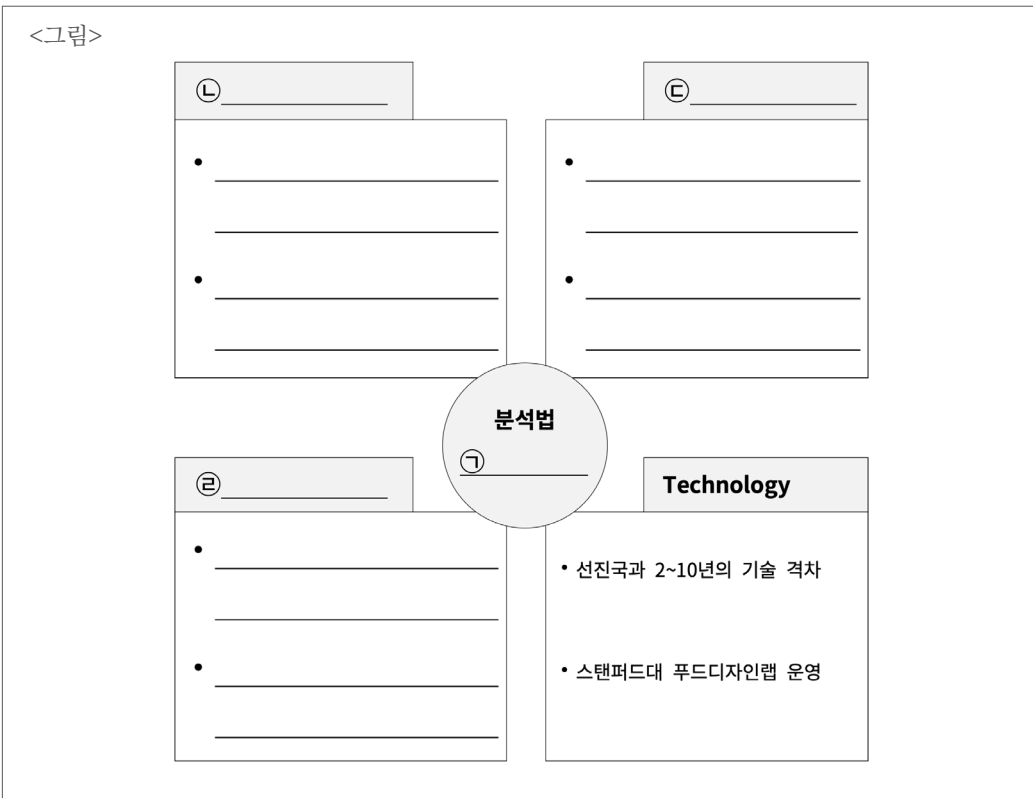 <그림>
㉡
㉢
•
•
•
•
분석법
㉠
㉣
Technology
•
• 선진국과 2~10년의 기술 격차
•
• 스탠퍼드대 푸드디자인랩 운영